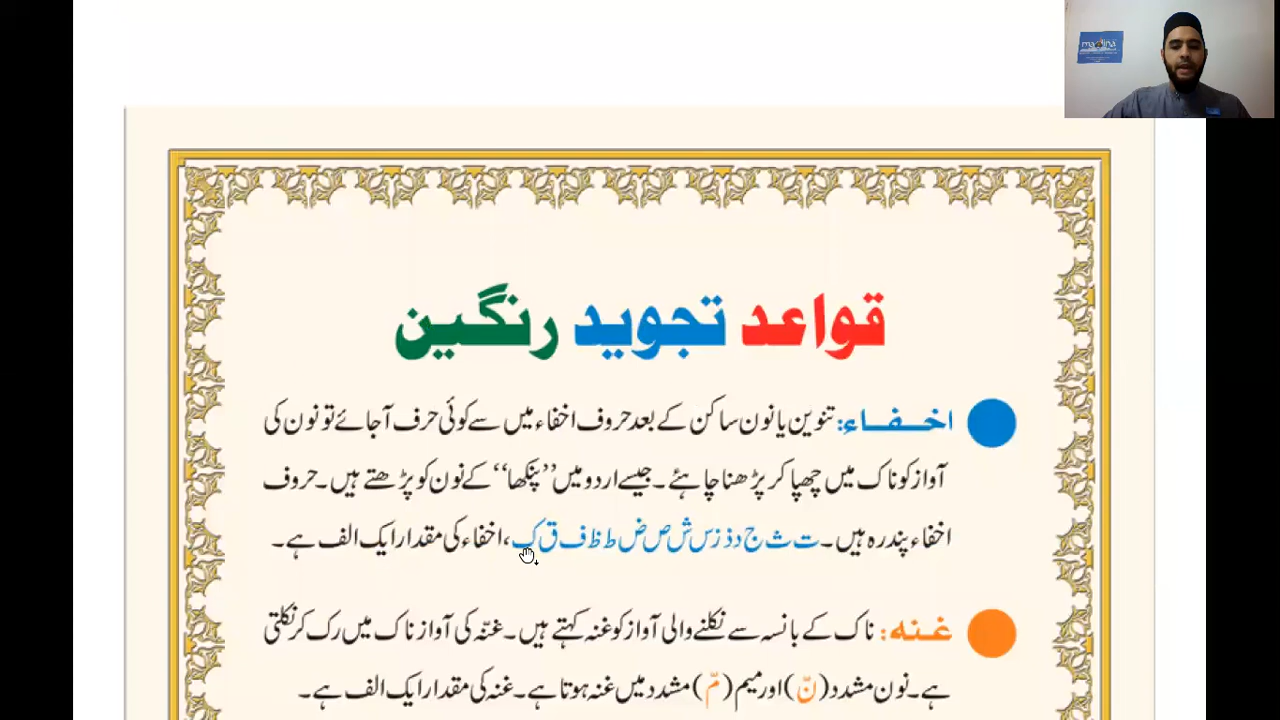 قواعد تجوید رنگین
اخفاء: تنوین یا نون ساکن کے بعد حروف اخفاء میں سے کوئی حرف آجائے تو نون کی
آواز کو ناک میں چھپا کر پڑھنا چاہئے۔ جیسے اردو میں ”پنکھا“ کے نون کو پڑھتے ہیں۔ حروف
اخفاء پندرہ ہیں۔ ت ث ج د ذ ز س ش ص ض ط ظ ف ق ک، اخفاء کی مقدار ایک الف ہے۔
غنہ: ناک کے بانسہ سے نکلنے والی آواز کو غنہ کہتے ہیں۔ غنّہ کی آواز ناک میں رک کر نکلتی
ہے۔ نون مشدد (نّ) اور میم (مّ) مشدد میں غنہ ہوتا ہے۔ غنہ کی مقدار ایک الف ہے۔